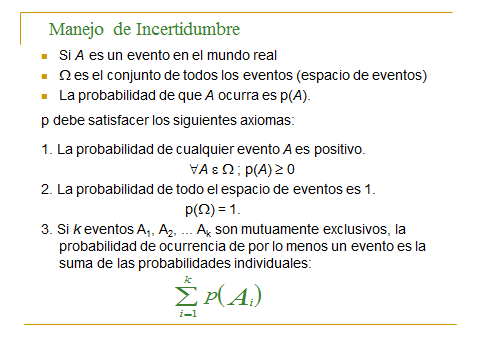 Manejo de Incertidumbre
Si A es un evento en el mundo real
Ω es el conjunto de todos los eventos (espacio de eventos)
La probabilidad de que A ocurra es p(A).
p debe satisfacer los siguientes axiomas:
1. La probabilidad de cualquier evento A es positivo.
∀A ε Ω ; p(A) ≥ 0
2. La probabilidad de todo el espacio de eventos es 1.
p(Ω) = 1.
3. Si k eventos A₁, A₂, ... Aₖ son mutuamente exclusivos, la
probabilidad de ocurrencia de por lo menos un evento es la
suma de las probabilidades individuales:
k
∑ p(Aᵢ)
i=1